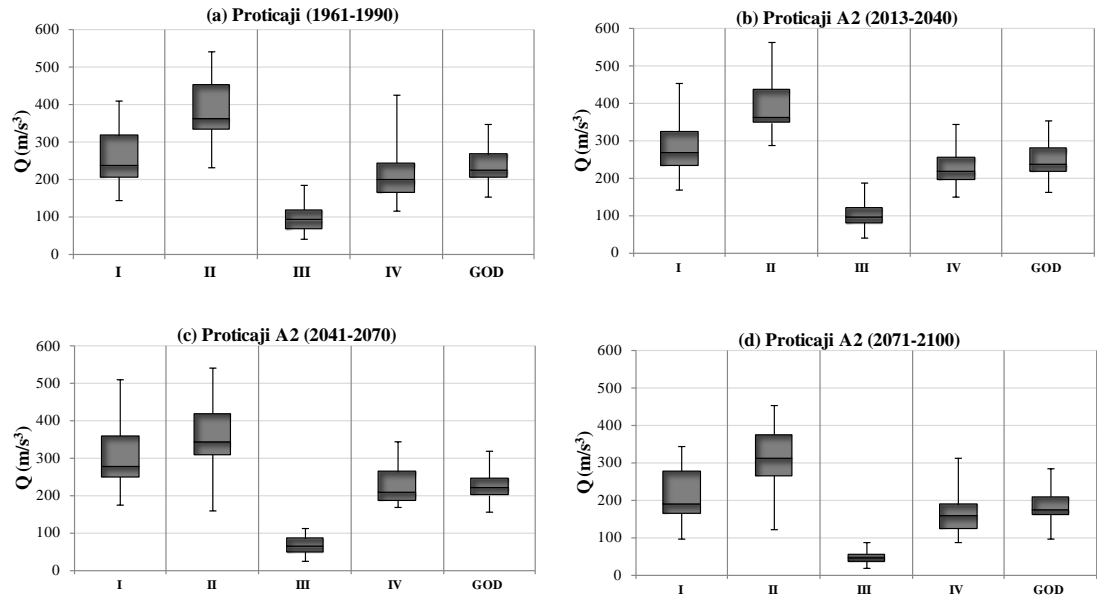 (a) Proticaji (1961-1990)
Q (m/s³)
600
500
400
300
200
100
0
I II III IV GOD
(b) Proticaji A2 (2013-2040)
Q (m/s³)
600
500
400
300
200
100
0
I II III IV GOD
(c) Proticaji A2 (2041-2070)
Q (m/s³)
600
500
400
300
200
100
0
I II III IV GOD
(d) Proticaji A2 (2071-2100)
Q (m/s³)
600
500
400
300
200
100
0
I II III IV GOD